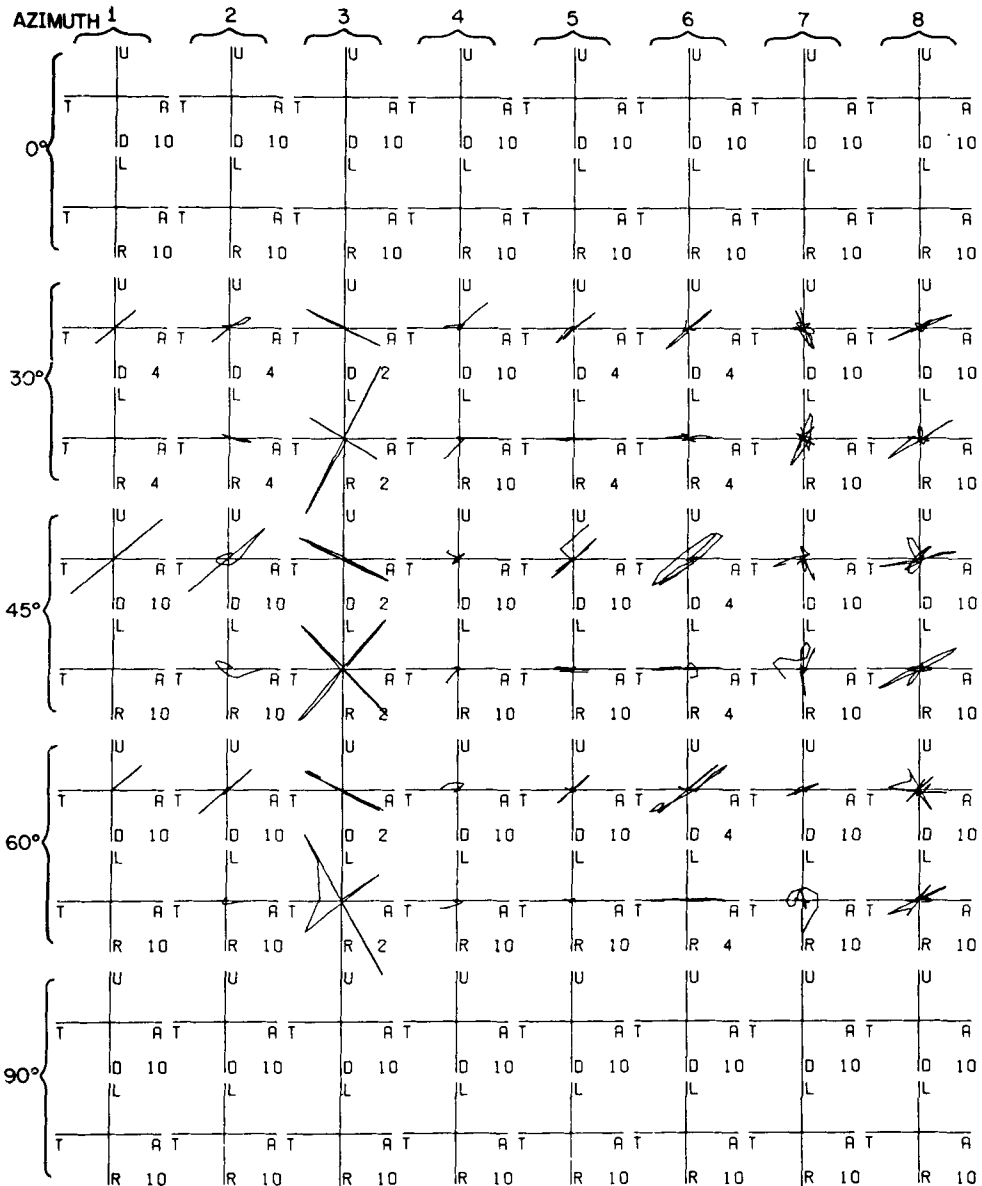 AZIMUTH 1 2 3 4 5 6 7 8
U U U U U U U U
T A T A T A T A T A T A T A T A
0°
D 10 D 10 D 10 D 10 D 10 D 10 D 10 D 10
L L L L L L L L
T A T A T A T A T A T A T A T A
R 10 R 10 R 10 R 10 R 10 R 10 R 10 R 10
U U U U U U U U
T A T A T A T A T A T A T A T A
30°
D 4 D 4 D 2 D 10 D 4 D 4 D 10 D 10
L L L L L L L L
T A T A T A T A T A T A T A T A
R 4 R 4 R 2 R 10 R 4 R 4 R 10 R 10
U U U U U U U U
T A T A T A T A T A T A T A T A
45°
D 10 D 10 D 2 D 10 D 10 D 4 D 10 D 10
L L L L L L L L
T A T A T A T A T A T A T A T A
R 10 R 10 R 2 R 10 R 10 R 4 R 10 R 10
U U U U U U U U
T A T A T A T A T A T A T A T A
60°
D 10 D 10 D 2 D 10 D 10 D 4 D 10 D 10
L L L L L L L L
T A T A T A T A T A T A T A T A
R 10 R 10 R 2 R 10 R 10 R 4 R 10 R 10
U U U U U U U U
T A T A T A T A T A T A T A T A
90°
D 10 D 10 D 10 D 10 D 10 D 10 D 10 D 10
L L L L L L L L
T A T A T A T A T A T A T A T A
R 10 R 10 R 10 R 10 R 10 R 10 R 10 R 10